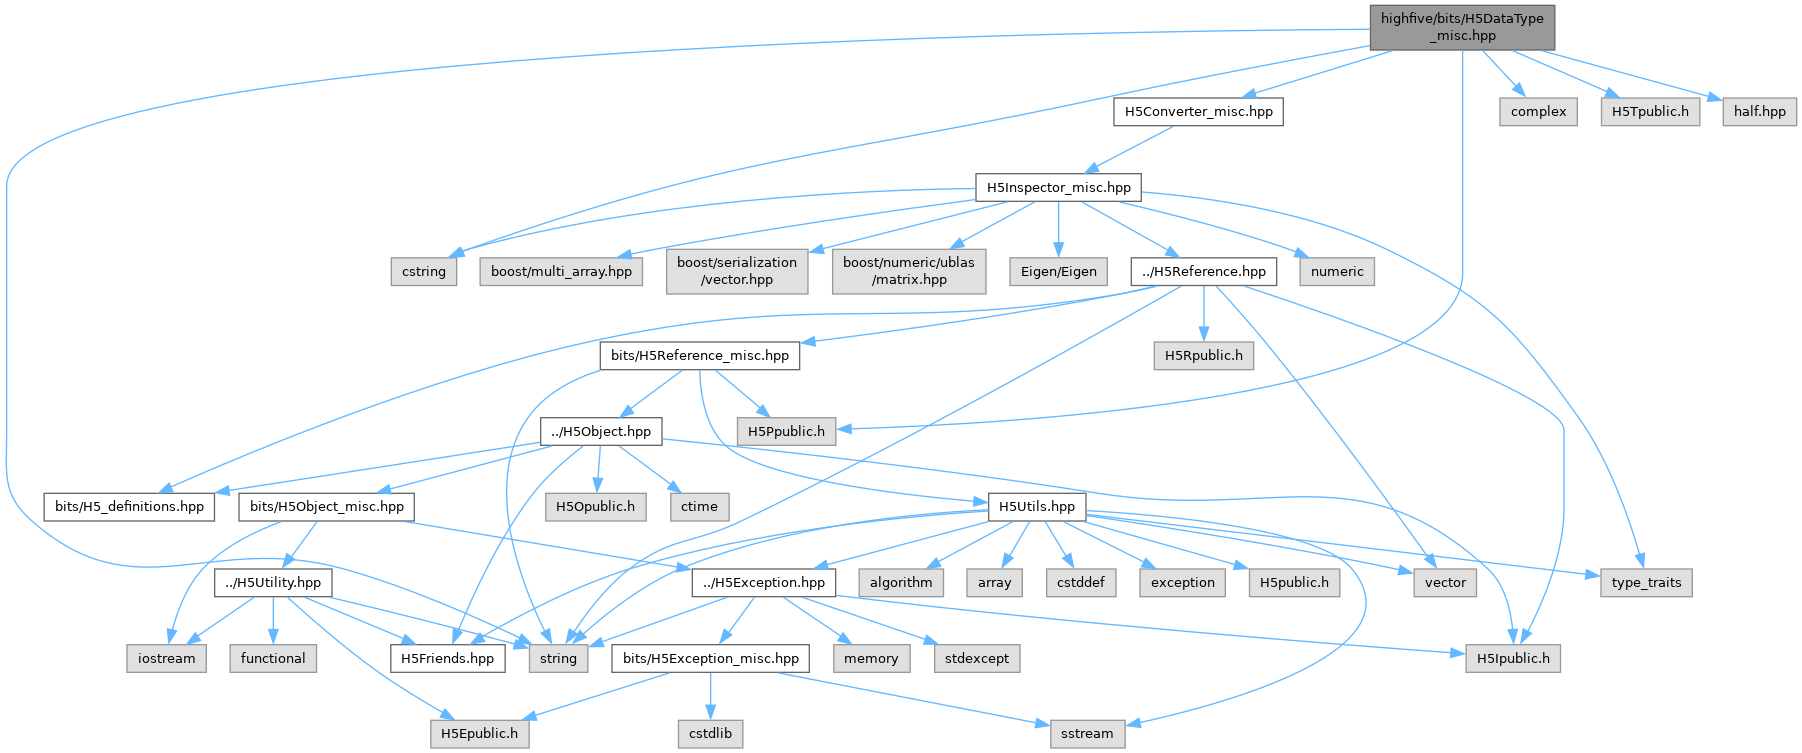 highfive/bits/H5DataType
_misc.hpp
H5Converter_misc.hpp
complex
H5Tpublic.h
half.hpp
H5Inspector_misc.hpp
cstring
boost/multi_array.hpp
boost/serialization
/vector.hpp
boost/numeric/ublas
/matrix.hpp
Eigen/Eigen
../H5Reference.hpp
numeric
bits/H5Reference_misc.hpp
H5Rpublic.h
../H5Object.hpp
H5Ppublic.h
bits/H5_definitions.hpp
bits/H5Object_misc.hpp
H5Opublic.h
ctime
H5Utils.hpp
../H5Utility.hpp
../H5Exception.hpp
algorithm
array
cstddef
exception
H5public.h
vector
type_traits
iostream
functional
H5Friends.hpp
string
bits/H5Exception_misc.hpp
memory
stdexcept
H5Ipublic.h
H5Epublic.h
cstdlib
sstream